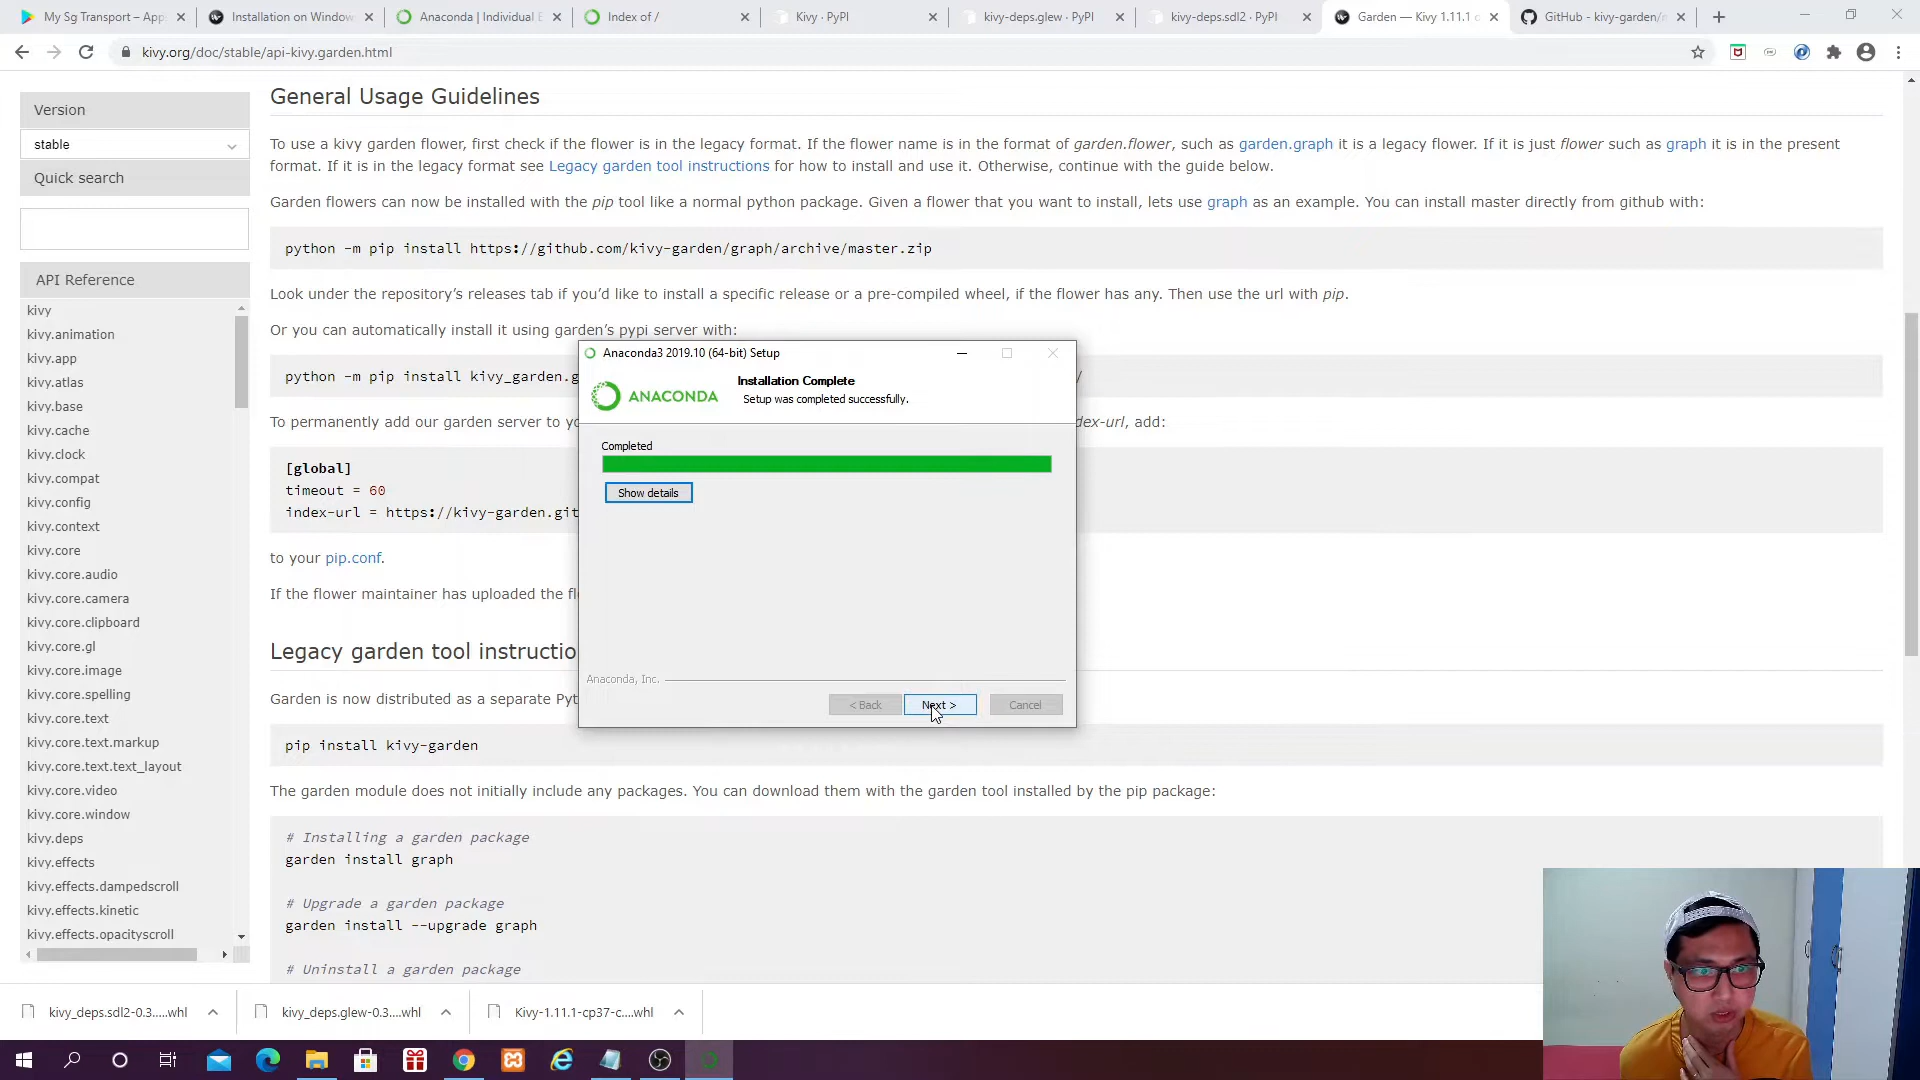 My Sg Transport – App
Installation on Window
Anaconda | Individual E
Index of /
Kivy · PyPI
kivy-deps.glew · PyPI
kivy-deps.sdl2 · PyPI
Garden — Kivy 1.11.1
GitHub - kivy-garden/
kivy.org/doc/stable/api-kivy.garden.html
Version
stable
Quick search
API Reference
kivy
kivy.animation
kivy.app
kivy.atlas
kivy.base
kivy.cache
kivy.clock
kivy.compat
kivy.config
kivy.context
kivy.core
kivy.core.audio
kivy.core.camera
kivy.core.clipboard
kivy.core.gl
kivy.core.image
kivy.core.spelling
kivy.core.text
kivy.core.text.markup
kivy.core.text.text_layout
kivy.core.video
kivy.core.window
kivy.deps
kivy.effects
kivy.effects.dampedscroll
kivy.effects.kinetic
kivy.effects.opacityscroll
General Usage Guidelines
To use a kivy garden flower, first check if the flower is in the legacy format. If the flower name is in the format of garden.flower, such as garden.graph it is a legacy flower. If it is just flower such as graph it is in the present
format. If it is in the legacy format see Legacy garden tool instructions for how to install and use it. Otherwise, continue with the guide below.
Garden flowers can now be installed with the pip tool like a normal python package. Given a flower that you want to install, lets use graph as an example. You can install master directly from github with:
python -m pip install https://github.com/kivy-garden/graph/archive/master.zip
Look under the repository's releases tab if you'd like to install a specific release or a pre-compiled wheel, if the flower has any. Then use the url with pip.
Or you can automatically install it using garden's pypi server with:
python -m pip install kivy_garden.g /
To permanently add our garden server to yo dex-url, add:
[global]
timeout = 60
index-url = https://kivy-garden.git
to your pip.conf.
If the flower maintainer has uploaded the fl
Legacy garden tool instructio
Garden is now distributed as a separate Pyt
pip install kivy-garden
The garden module does not initially include any packages. You can download them with the garden tool installed by the pip package:
# Installing a garden package
garden install graph
# Upgrade a garden package
garden install --upgrade graph
# Uninstall a garden package
Anaconda3 2019.10 (64-bit) Setup
ANACONDA
Installation Complete
Setup was completed successfully.
Completed
Show details
Anaconda, Inc.
< Back
Next >
Cancel
kivy_deps.sdl2-0.3.....whl
kivy_deps.glew-0.3....whl
Kivy-1.11.1-cp37-c....whl